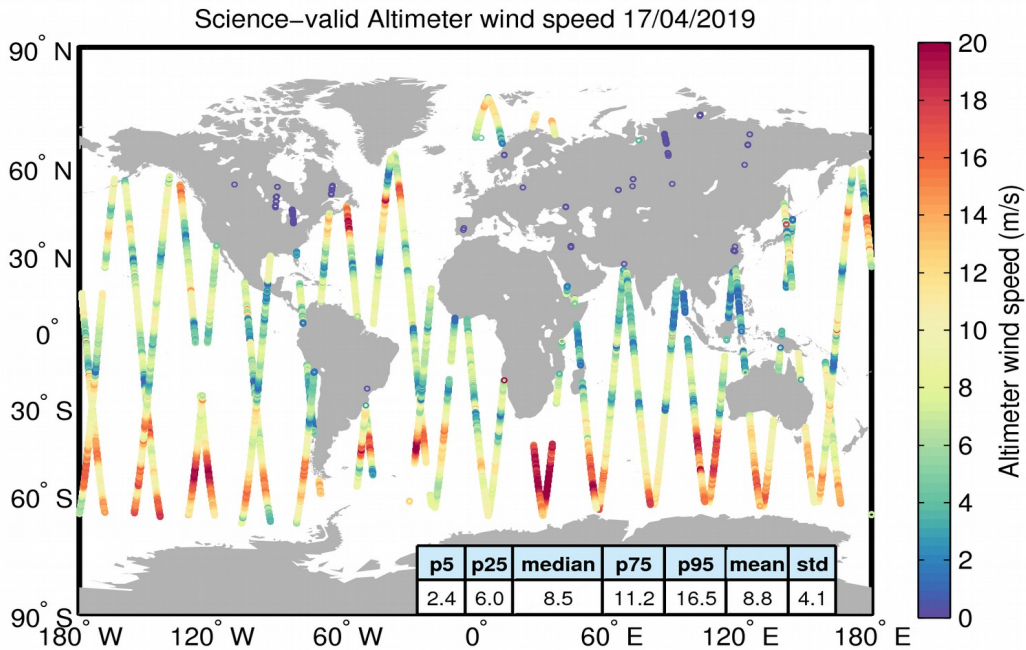 Science−valid Altimeter wind speed 17/04/2019
90° N
60° N
30° N
0°
30° S
60° S
90° S
180° W
120° W
60° W
0°
60° E
120° E
180° E
p5 p25 median p75 p95 mean std
2.4 6.0 8.5 11.2 16.5 8.8 4.1
20
18
16
14
12
10
8
6
4
2
0
Altimeter wind speed (m/s)